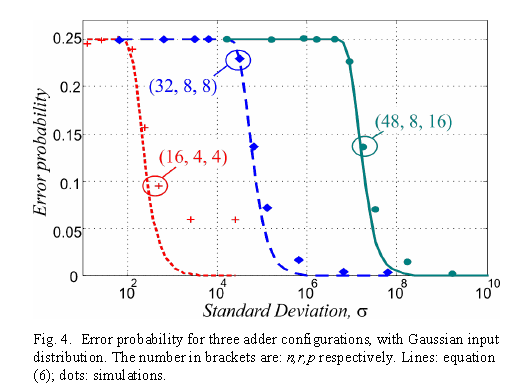 0.25
0.2
0.15
0.1
0.05
0
Error probability
(32, 8, 8)
(48, 8, 16)
(16, 4, 4)
10^2
10^4
10^6
10^8
10^10
Standard Deviation, σ
Fig. 4. Error probability for three adder configurations, with Gaussian input
distribution. The number in brackets are: n,r,p respectively. Lines: equation
(6); dots: simulations.